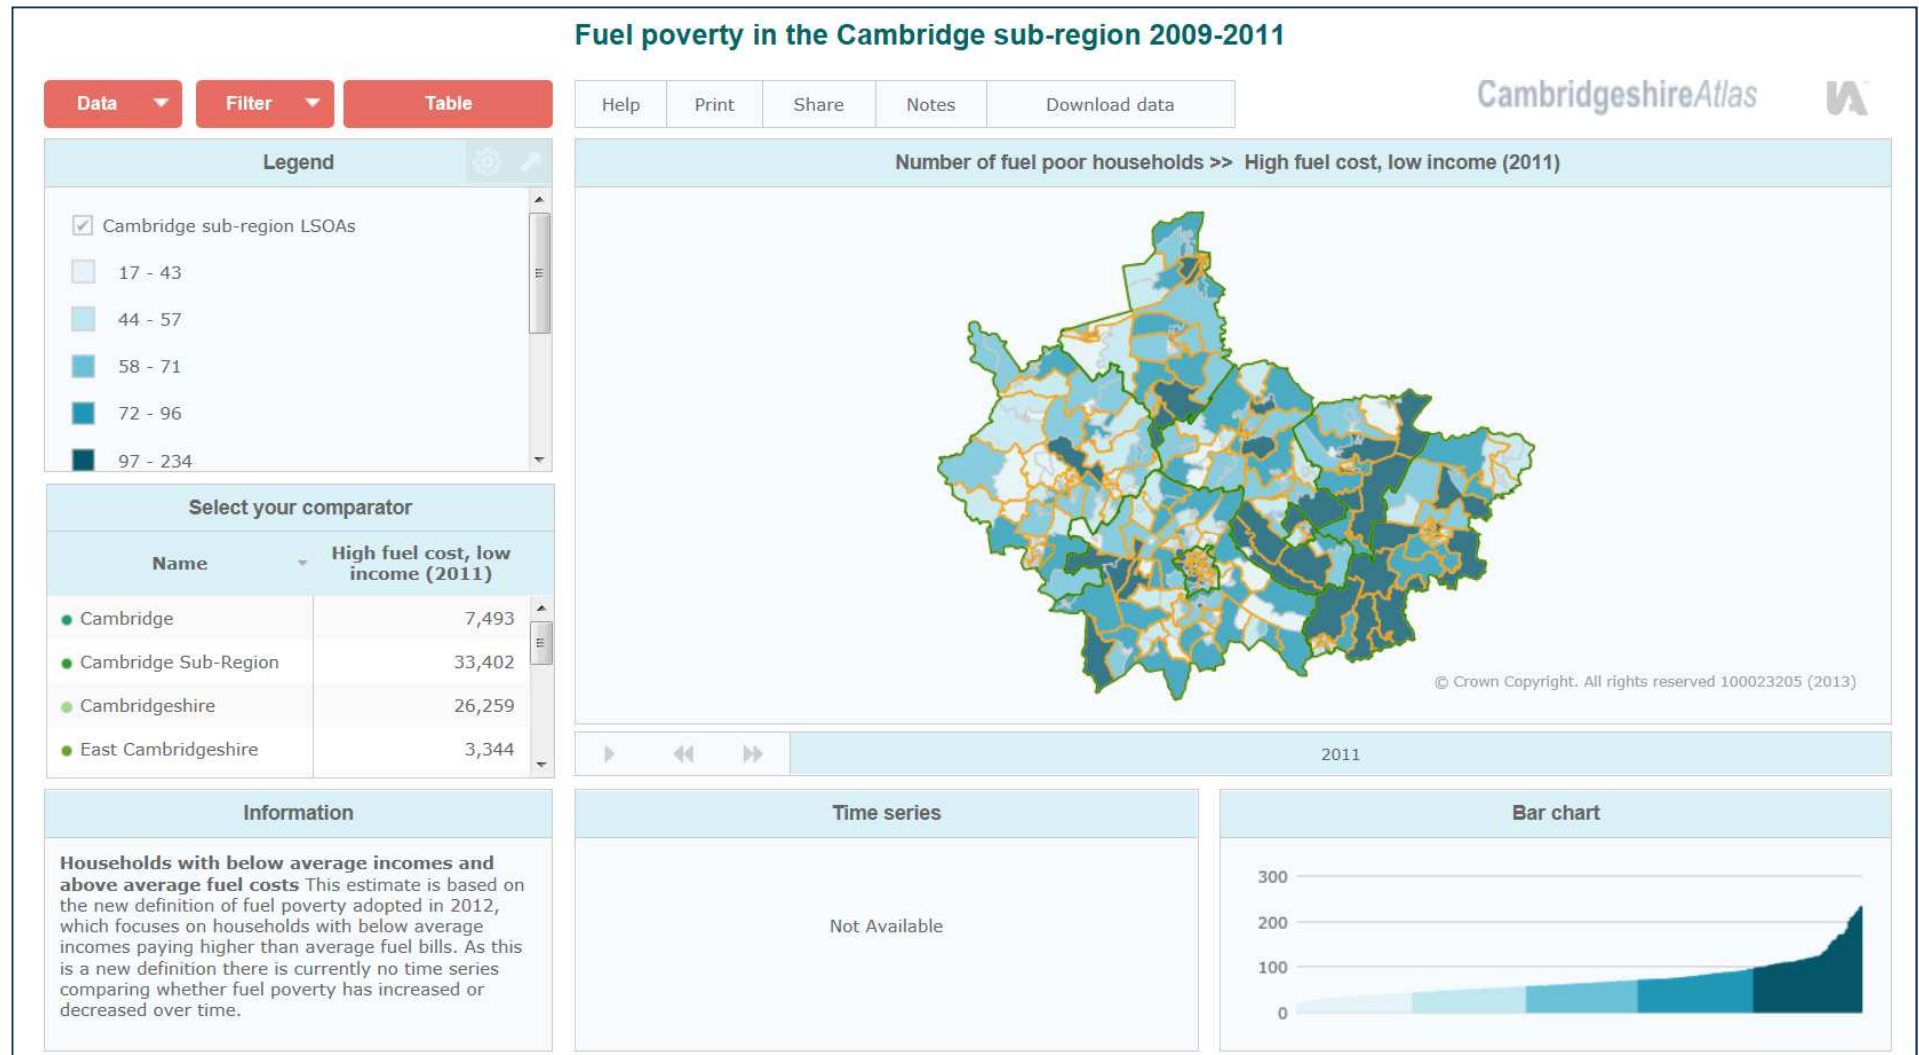 Fuel poverty in the Cambridge sub-region 2009-2011
Data
Filter
Table
Help
Print
Share
Notes
Download data
CambridgeshireAtlas
IA
Legend
Cambridge sub-region LSOAs
17 - 43
44 - 57
58 - 71
72 - 96
97 - 234
Number of fuel poor households >> High fuel cost, low income (2011)
© Crown Copyright. All rights reserved 100023205 (2013)
Select your comparator
Name
High fuel cost, low
income (2011)
Cambridge 7,493
Cambridge Sub-Region 33,402
Cambridgeshire 26,259
East Cambridgeshire 3,344
2011
Information
Households with below average incomes and
above average fuel costs This estimate is based on
the new definition of fuel poverty adopted in 2012,
which focuses on households with below average
incomes paying higher than average fuel bills. As this
is a new definition there is currently no time series
comparing whether fuel poverty has increased or
decreased over time.
Time series
Not Available
Bar chart
300
200
100
0